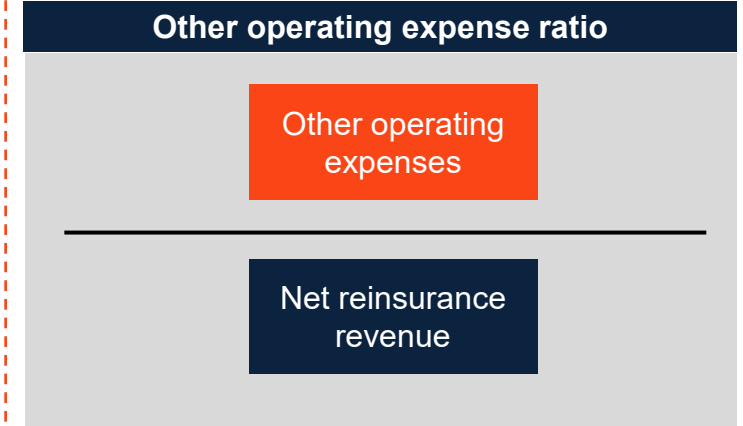 Other operating expense ratio
Other operating
expenses
Net reinsurance
revenue